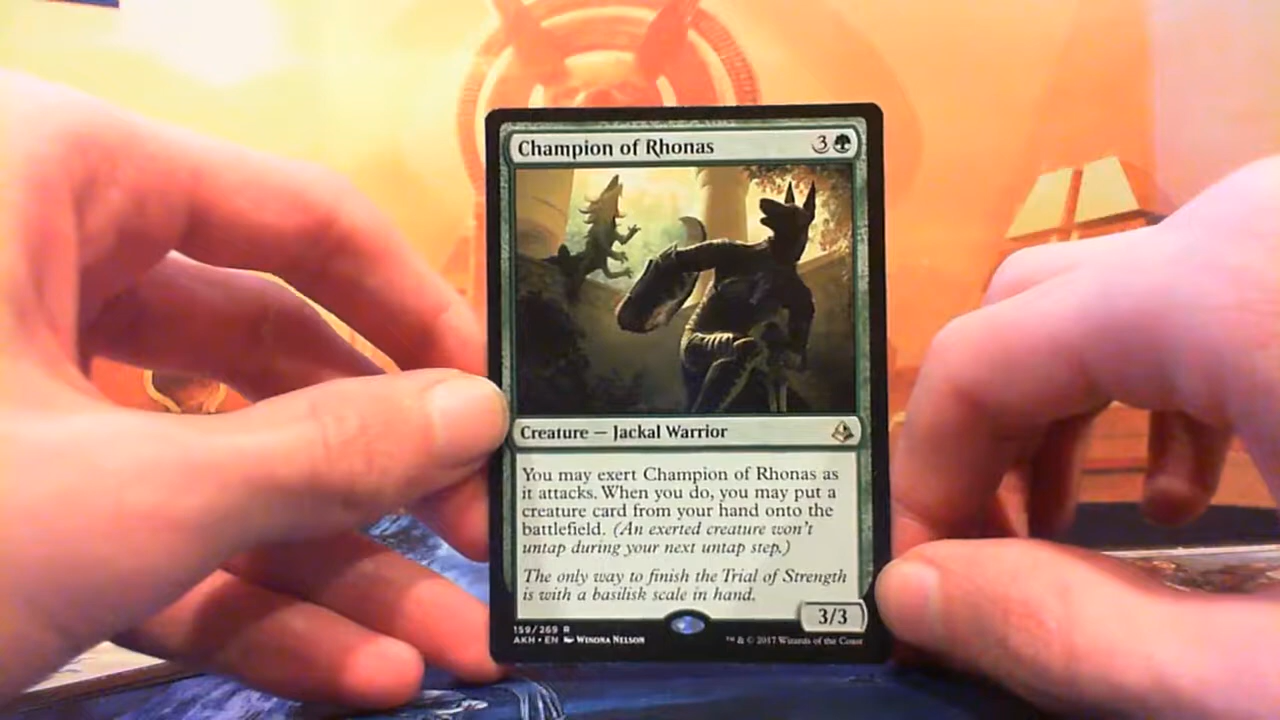 Champion of Rhonas 3
Creature — Jackal Warrior
You may exert Champion of Rhonas as
it attacks. When you do, you may put a
creature card from your hand onto the
battlefield. (An exerted creature won't
untap during your next untap step.)
The only way to finish the Trial of Strength
is with a basilisk scale in hand.
3/3
159/269 R
AKH • EN Winona Nelson
™ & © 2017 Wizards of the Coast